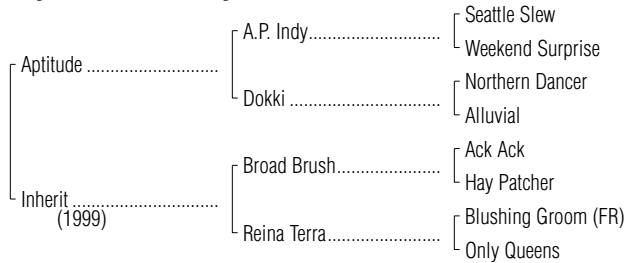 Seattle Slew
A.P. Indy
Weekend Surprise
Aptitude
Northern Dancer
Dokki
Alluvial
Ack Ack
Broad Brush
Hay Patcher
Inherit
(1999)
Blushing Groom (FR)
Reina Terra
Only Queens